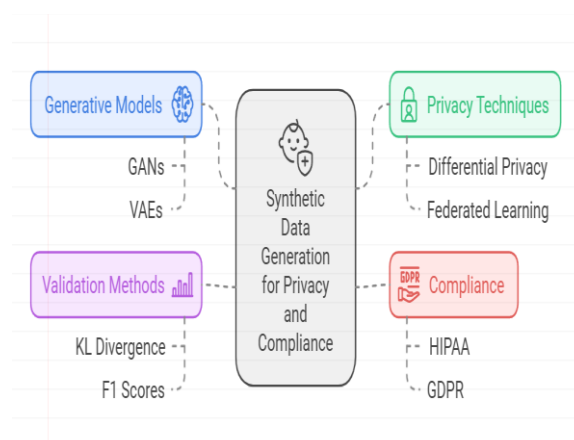 Generative Models
GANs
VAEs
Validation Methods
KL Divergence
F1 Scores
Synthetic
Data
Generation
for Privacy
and
Compliance
Privacy Techniques
Differential Privacy
Federated Learning
GDPR
Compliance
HIPAA
GDPR